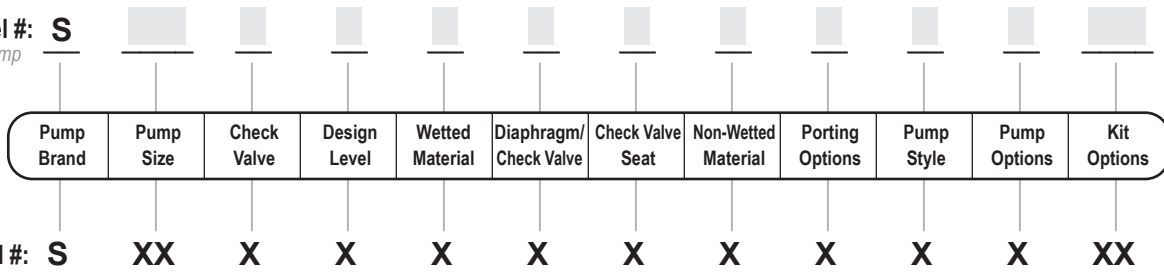 el #: S
mp
Pump Brand
Pump Size
Check Valve
Design Level
Wetted Material
Diaphragm/ Check Valve
Check Valve Seat
Non-Wetted Material
Porting Options
Pump Style
Pump Options
Kit Options
l #: S XX X X X X X X X X X XX